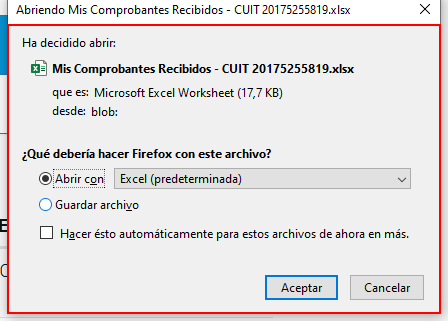 Abriendo Mis Comprobantes Recibidos - CUIT 20175255819.xlsx
Ha decidido abrir:
Mis Comprobantes Recibidos - CUIT 20175255819.xlsx
que es: Microsoft Excel Worksheet (17,7 KB)
desde: blob:
¿Qué debería hacer Firefox con este archivo?
Abrir con Excel (predeterminada)
Guardar archivo
Hacer ésto automáticamente para estos archivos de ahora en más.
Aceptar Cancelar